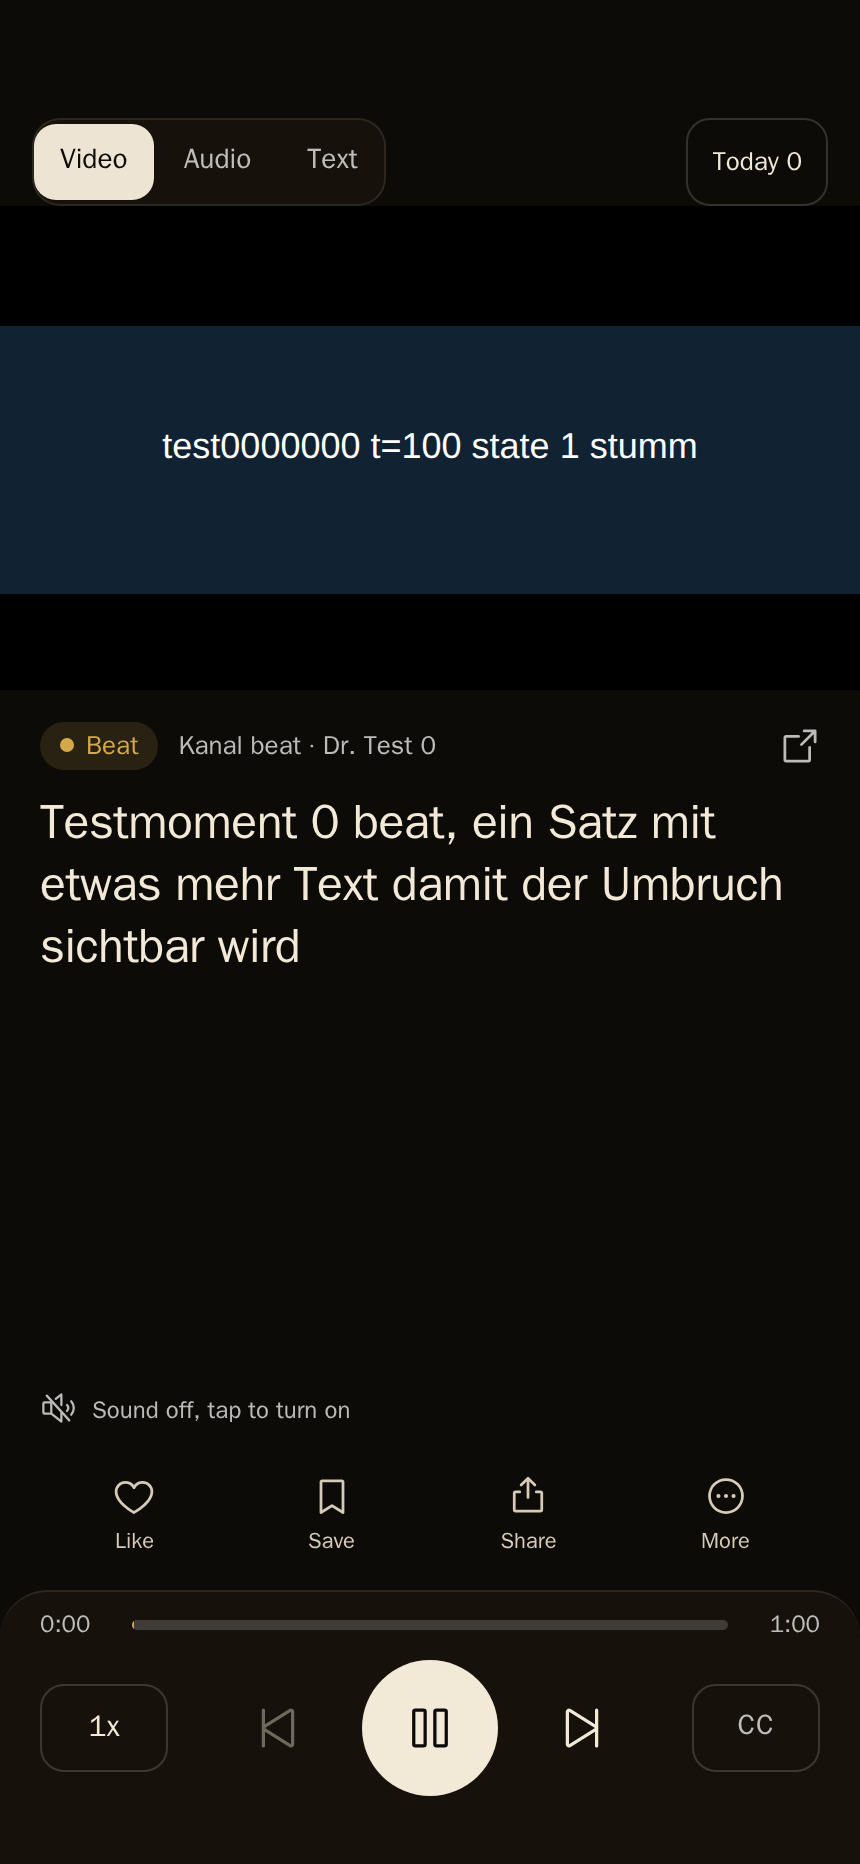 Video Audio Text Today 0
test0000000 t=100 state 1 stumm
Beat Kanal beat · Dr. Test 0
Testmoment 0 beat, ein Satz mit
etwas mehr Text damit der Umbruch
sichtbar wird
Sound off, tap to turn on
Like Save Share More
0:00 1:00
1x CC